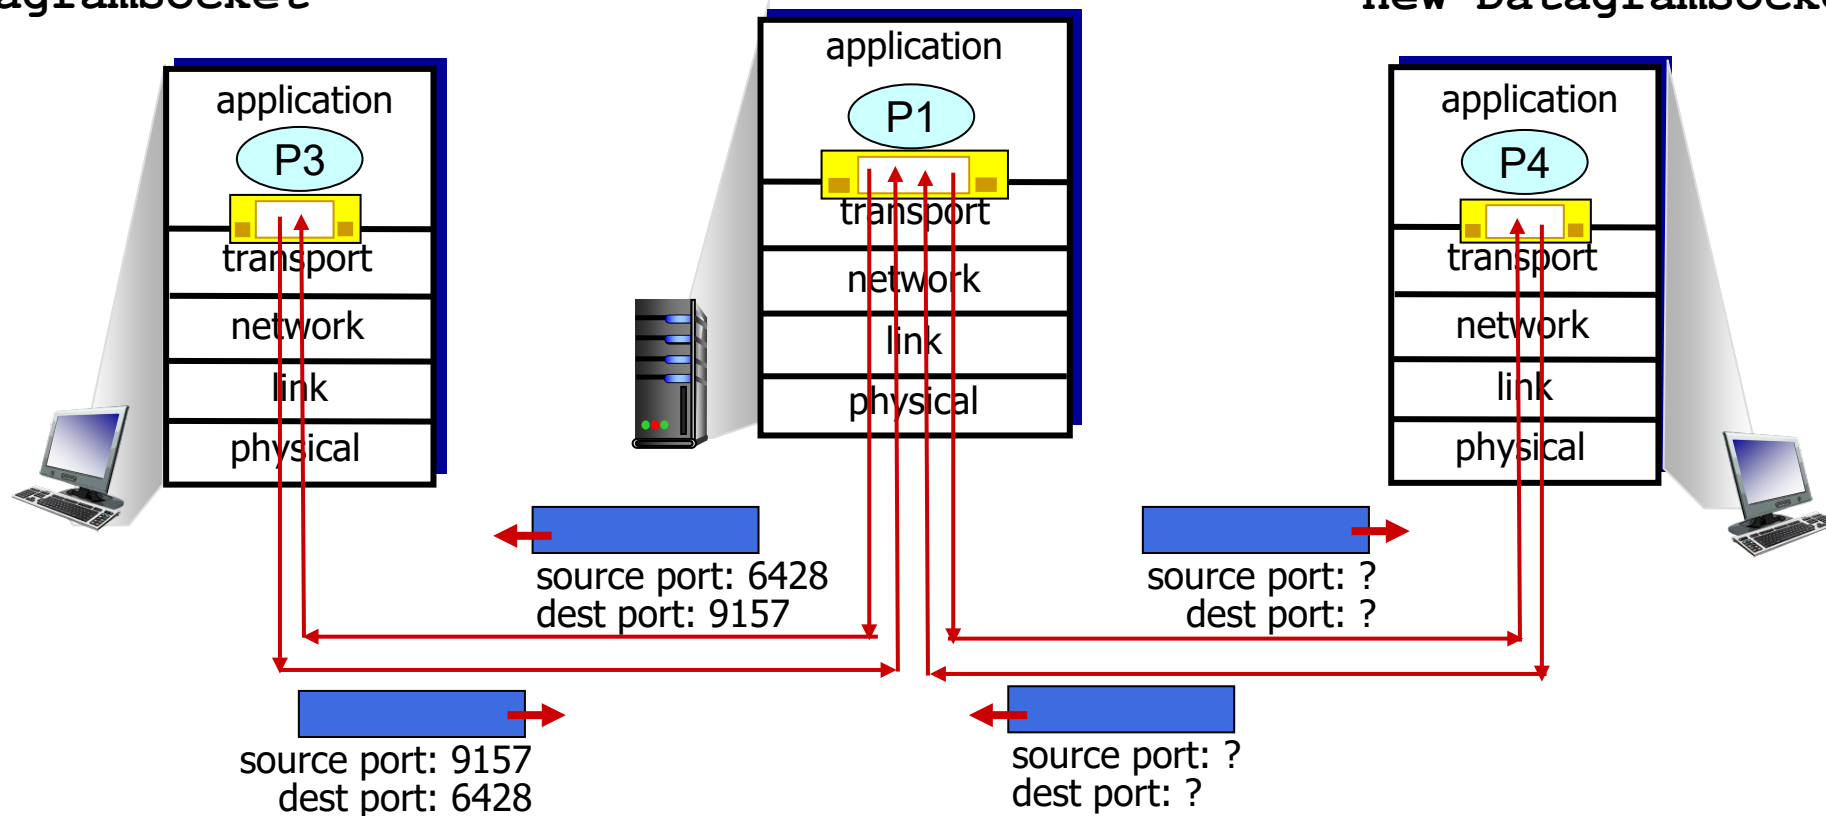 new DatagramSocke
application
P3
transport
network
link
physical
application
P1
transport
network
link
physical
application
P4
transport
network
link
physical
source port: 6428
dest port: 9157
source port: ?
dest port: ?
source port: 9157
dest port: 6428
source port: ?
dest port: ?